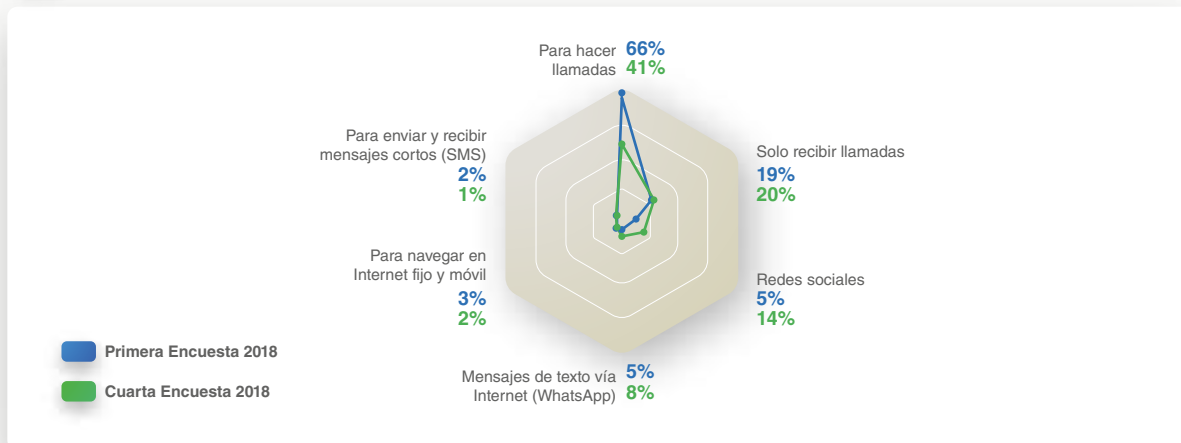 Para hacer
llamadas
66%
41%
Para enviar y recibir
mensajes cortos (SMS)
2%
1%
Solo recibir llamadas
19%
20%
Para navegar en
Internet fijo y móvil
3%
2%
Redes sociales
5%
14%
Mensajes de texto vía
Internet (WhatsApp)
5%
8%
Primera Encuesta 2018
Cuarta Encuesta 2018